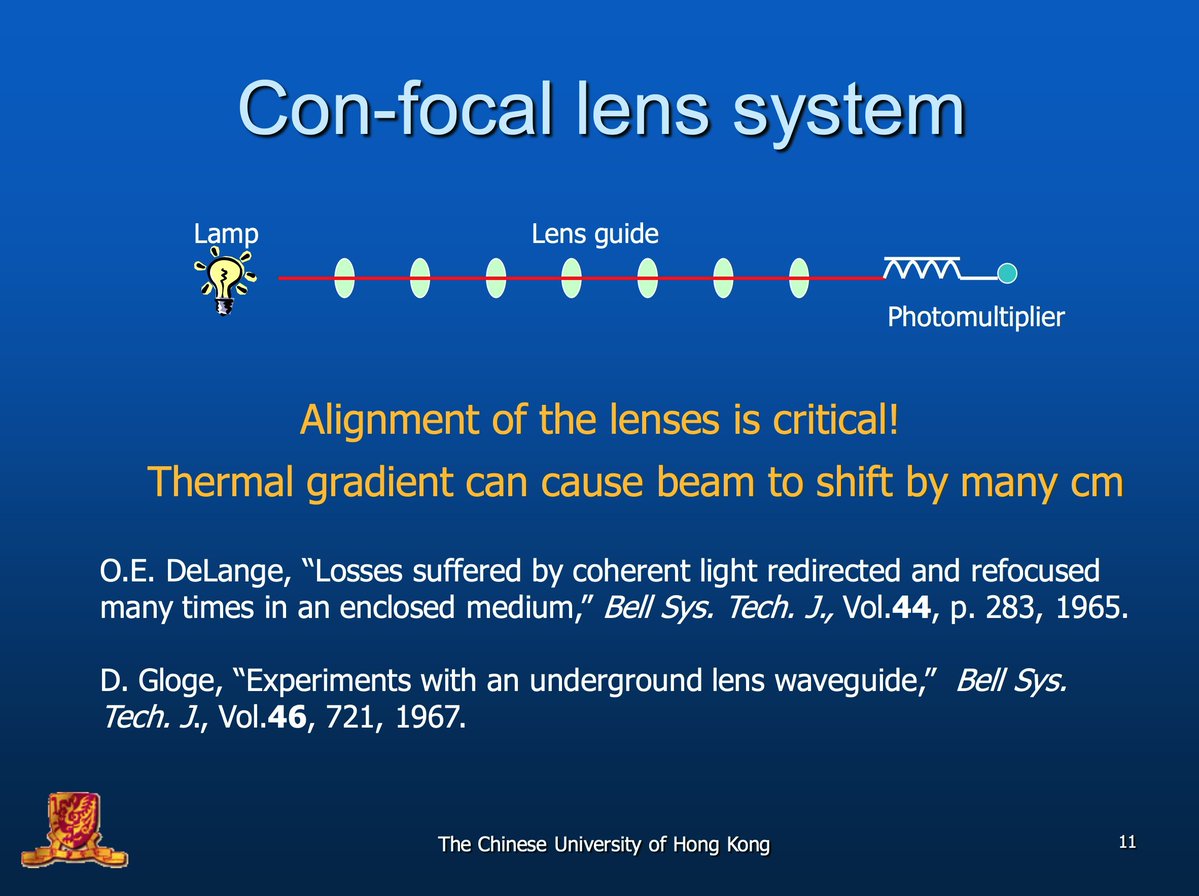 Con-focal lens system
Lamp
Lens guide
Photomultiplier
Alignment of the lenses is critical!
Thermal gradient can cause beam to shift by many cm
O.E. DeLange, “Losses suffered by coherent light redirected and refocused
many times in an enclosed medium,” Bell Sys. Tech. J., Vol.44, p. 283, 1965.
D. Gloge, “Experiments with an underground lens waveguide,” Bell Sys.
Tech. J., Vol.46, 721, 1967.
The Chinese University of Hong Kong
11